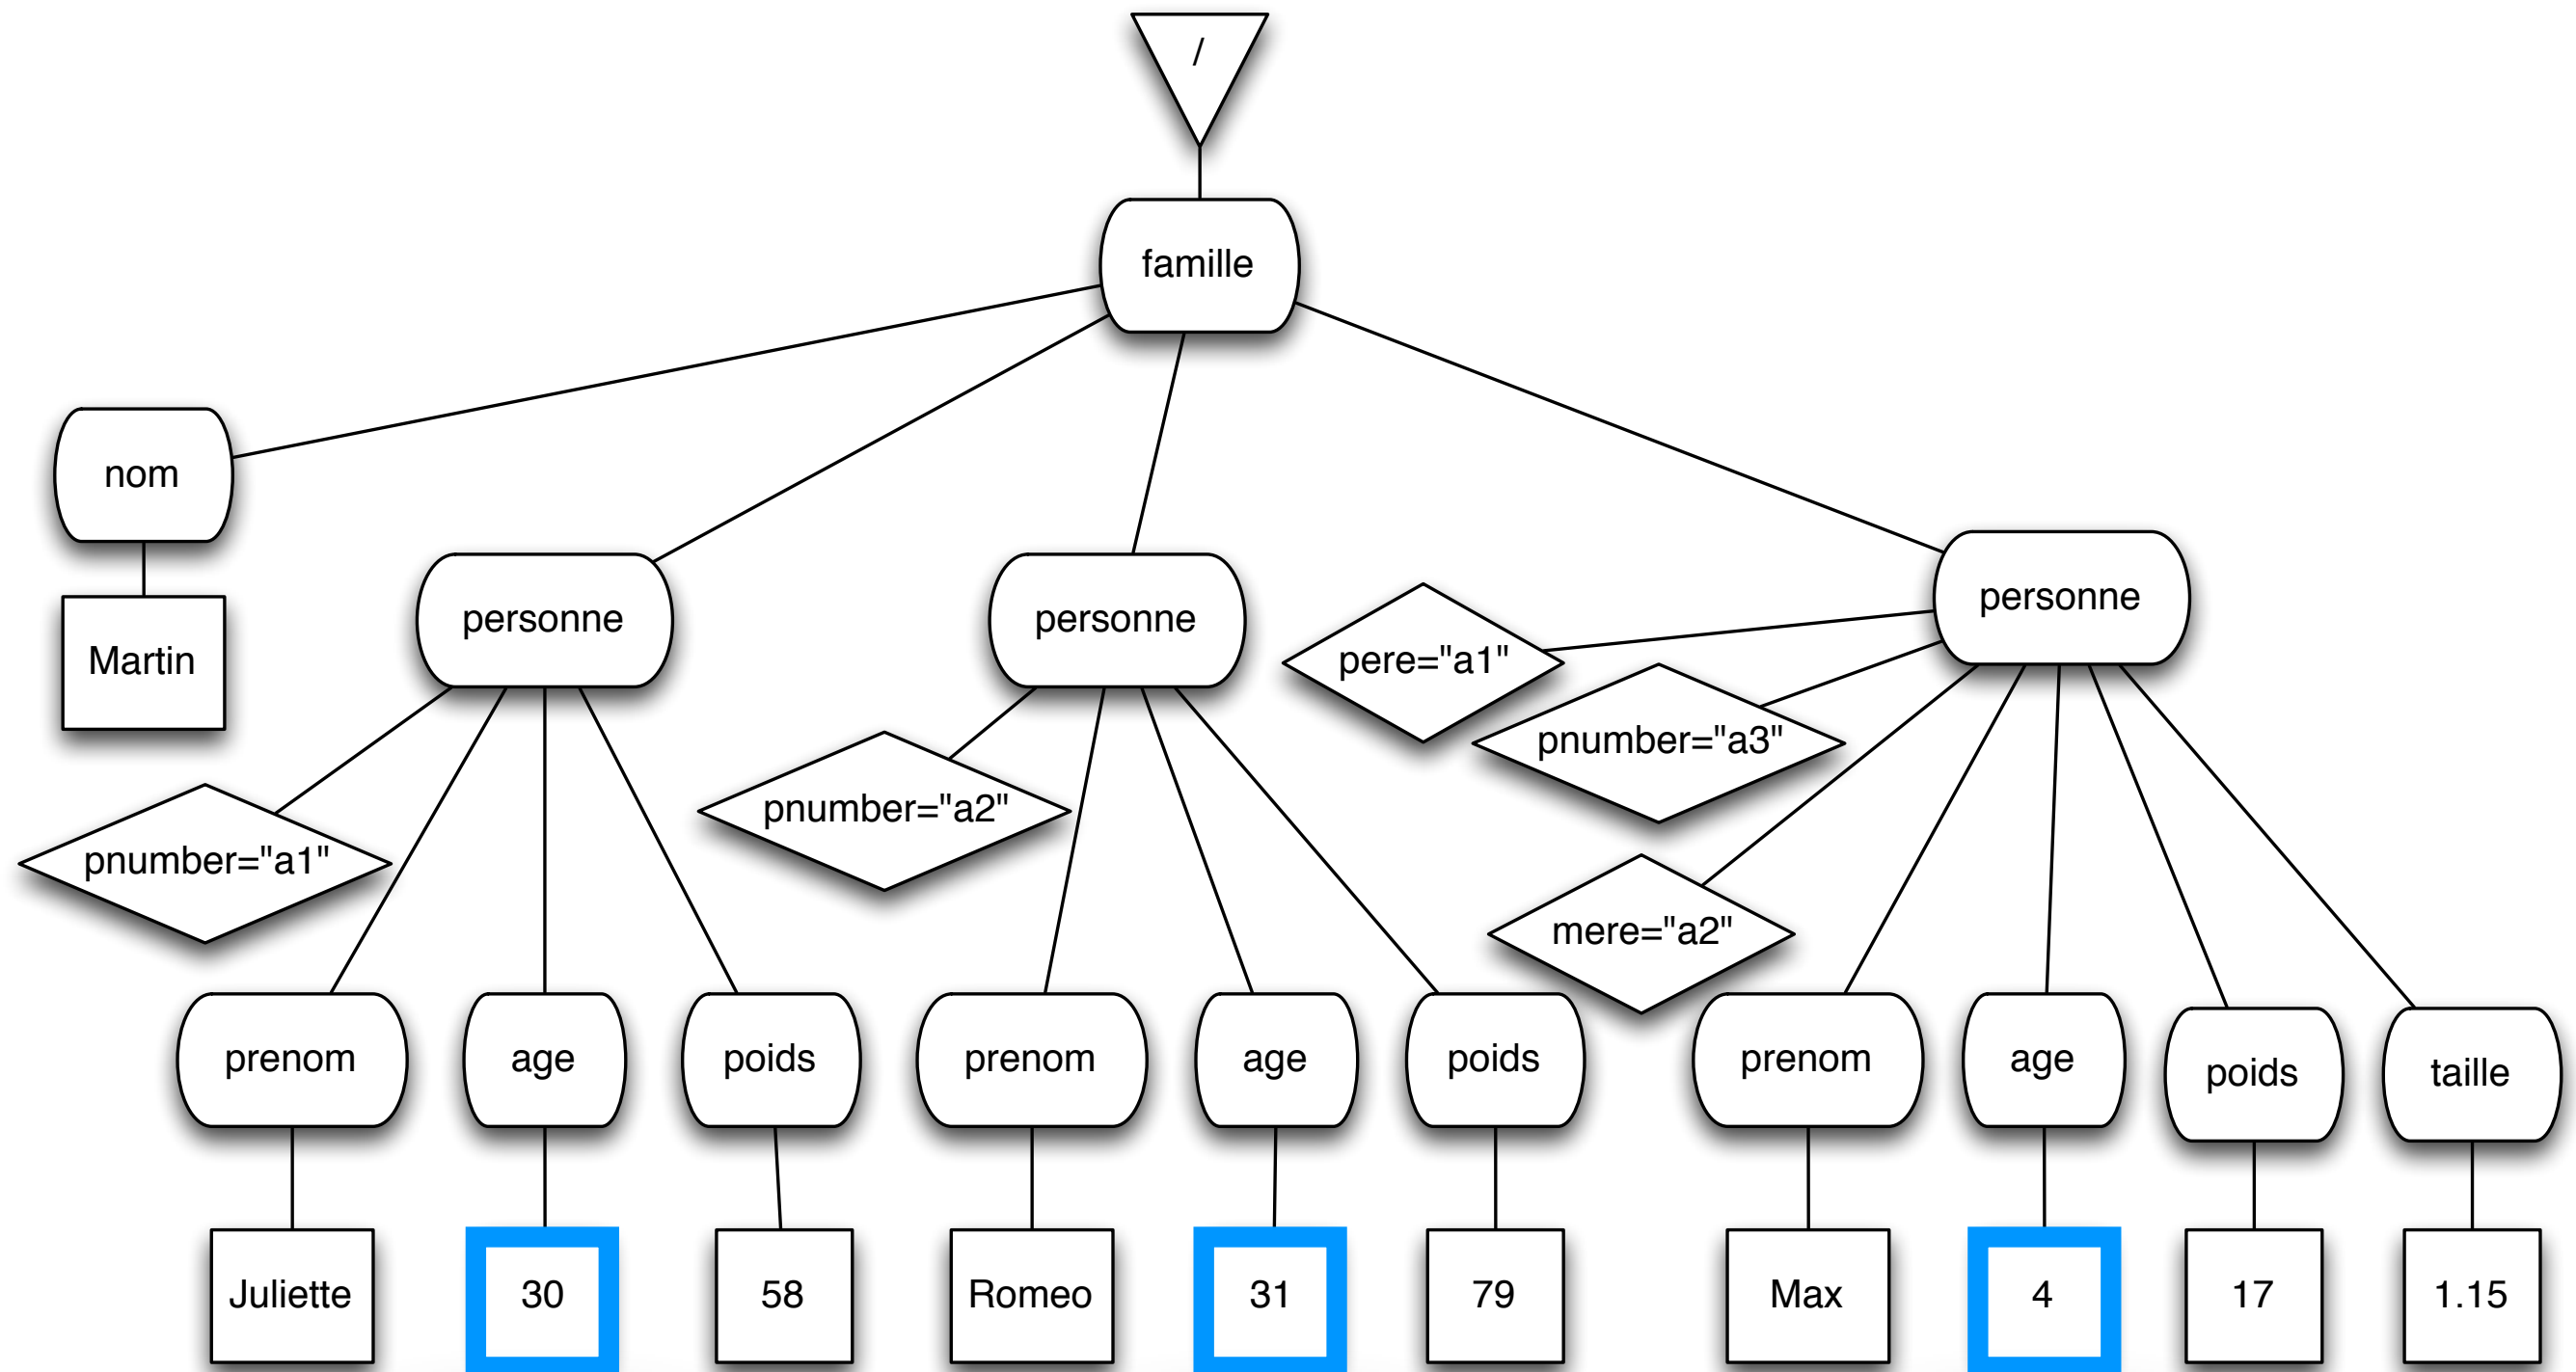 /
famille
nom
Martin
personne
personne
personne
pere="a1"
pnumber="a3"
pnumber="a2"
pnumber="a1"
mere="a2"
prenom
age
poids
prenom
age
poids
prenom
age
poids
taille
Juliette
30
58
Romeo
31
79
Max
4
17
1.15